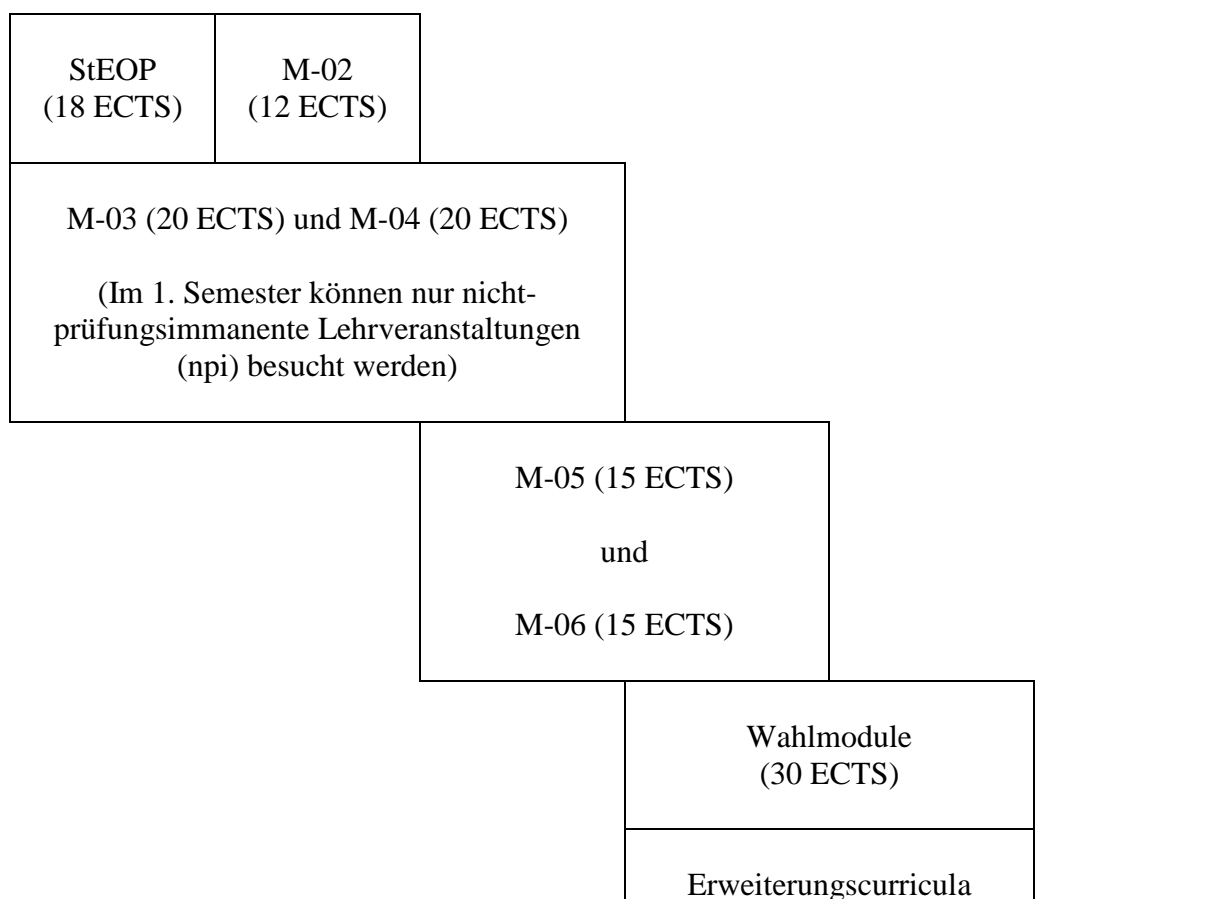 StEOP
(18 ECTS)
M-02
(12 ECTS)
M-03 (20 ECTS) und M-04 (20 ECTS)
(Im 1. Semester können nur nicht-
prüfungsimmanente Lehrveranstaltungen
(npi) besucht werden)
M-05 (15 ECTS)
und
M-06 (15 ECTS)
Wahlmodule
(30 ECTS)
Erweiterungscurricula